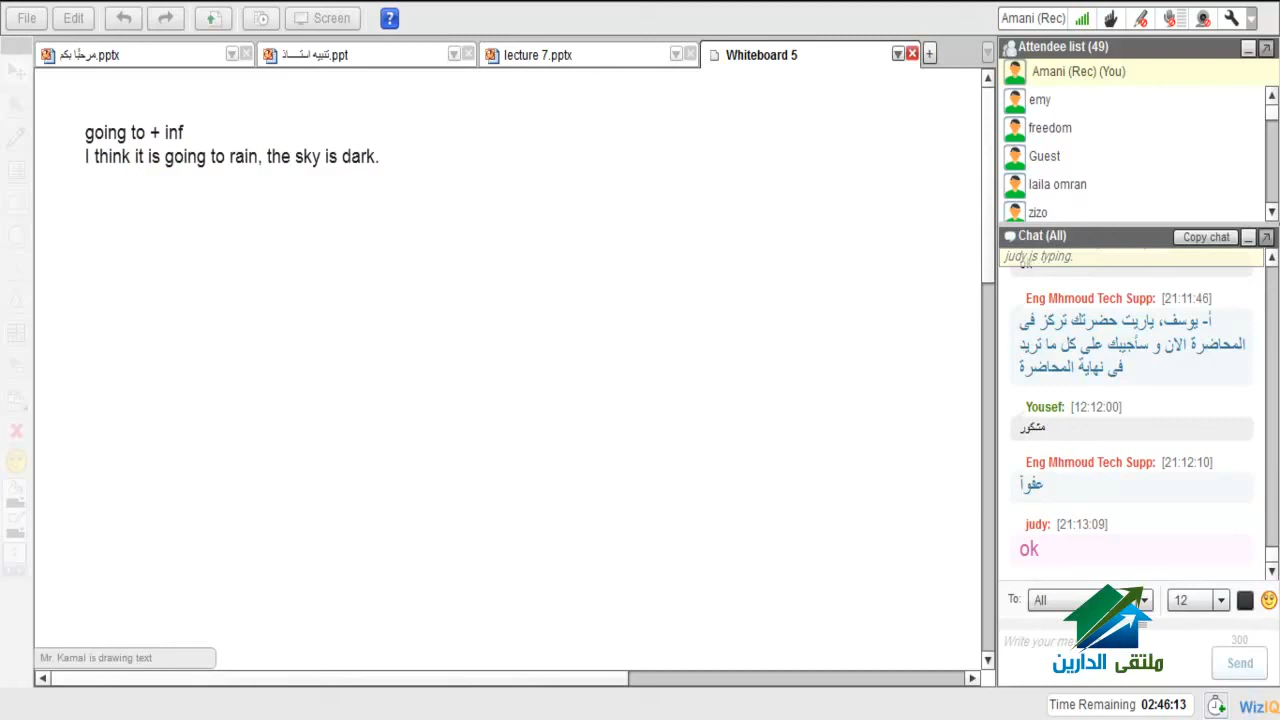 File
Edit
Screen
?
Amani (Rec)
مرحبًا بكم.pptx
تنبيه استـــاذ.ppt
lecture 7.pptx
Whiteboard 5
going to + inf
I think it is going to rain, the sky is dark.
Mr. Kamal is drawing text
Attendee list (49)
Amani (Rec) (You)
emy
freedom
Guest
laila omran
zizo
Chat (All)
Copy chat
judy is typing.
Eng Mhmoud Tech Supp: [21:11:46]
أ- يوسف، ياريت حضرتك تركز فى
المحاضرة الان و سأجيبك على كل ما تريد
فى نهاية المحاضرة
Yousef: [12:12:00]
مشكور
Eng Mhmoud Tech Supp: [21:12:10]
عفواً
judy: [21:13:09]
ok
To:
All
12
Write your
300
Send
ملتقى الدارين
Time Remaining 02:46:13
WizIQ